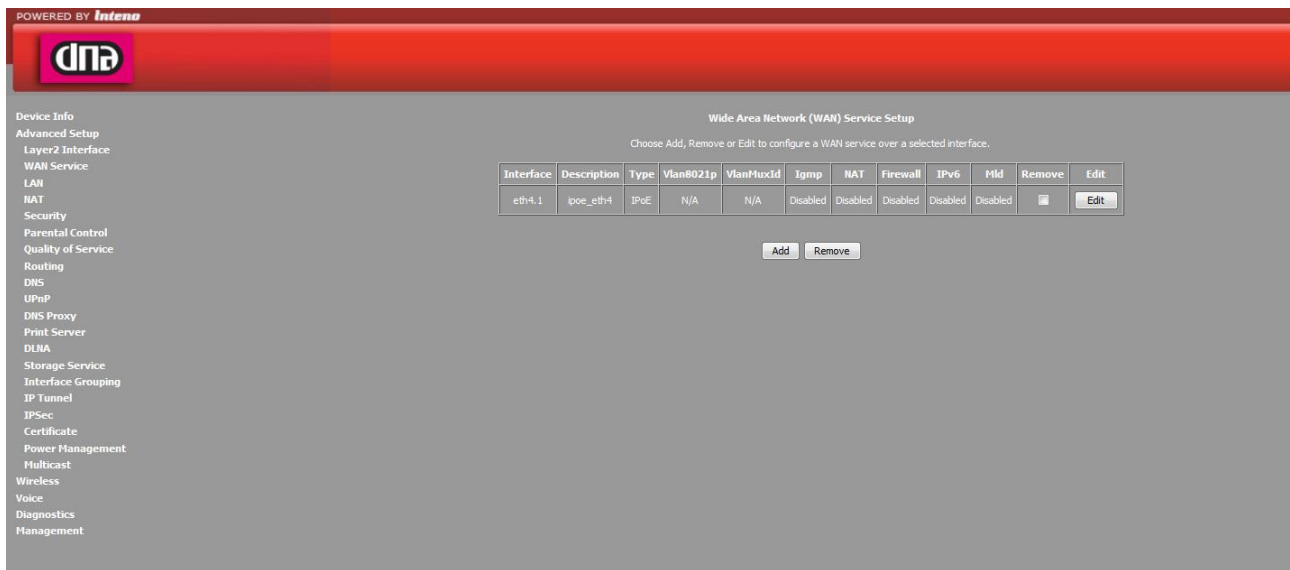 POWERED BY Inteno
dna
Device Info
Advanced Setup
Layer2 Interface
WAN Service
LAN
NAT
Security
Parental Control
Quality of Service
Routing
DNS
UPnP
DNS Proxy
Print Server
DLNA
Storage Service
Interface Grouping
IP Tunnel
IPSec
Certificate
Power Management
Multicast
Wireless
Voice
Diagnostics
Management
Wide Area Network (WAN) Service Setup
Choose Add, Remove or Edit to configure a WAN service over a selected interface.
Interface Description Type Vlan8021p VlanMuxId Igmp NAT Firewall IPv6 Mld Remove Edit
eth4.1 ipoe_eth4 IPoE N/A N/A Disabled Disabled Disabled Disabled Disabled Edit
Add Remove